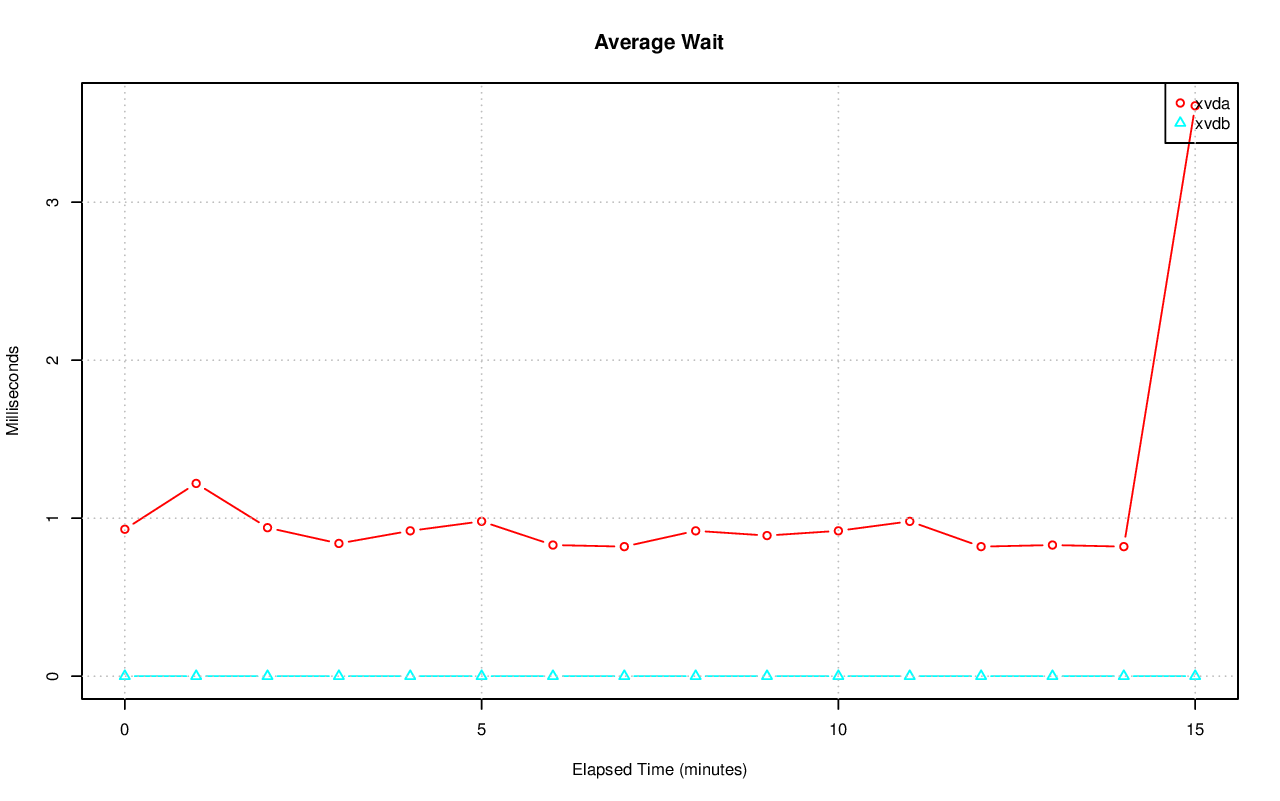 Average Wait
xvda
xvdb
Milliseconds
3
2
1
0
0 5 10 15
Elapsed Time (minutes)